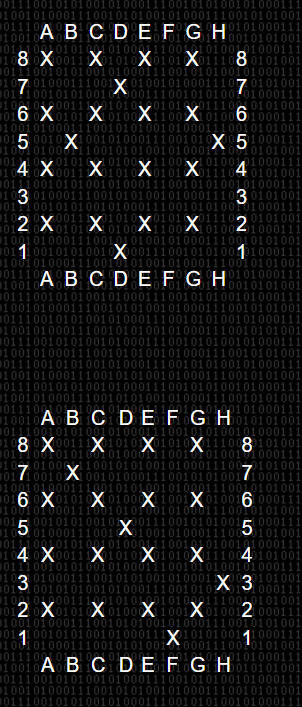 A B C D E F G H
8 X X X X 8
7 X 7
6 X X X X 6
5 X X 5
4 X X X X 4
3 3
2 X X X X 2
1 X 1
A B C D E F G H
A B C D E F G H
8 X X X X 8
7 X 7
6 X X X X 6
5 X 5
4 X X X X 4
3 X 3
2 X X X X 2
1 X 1
A B C D E F G H